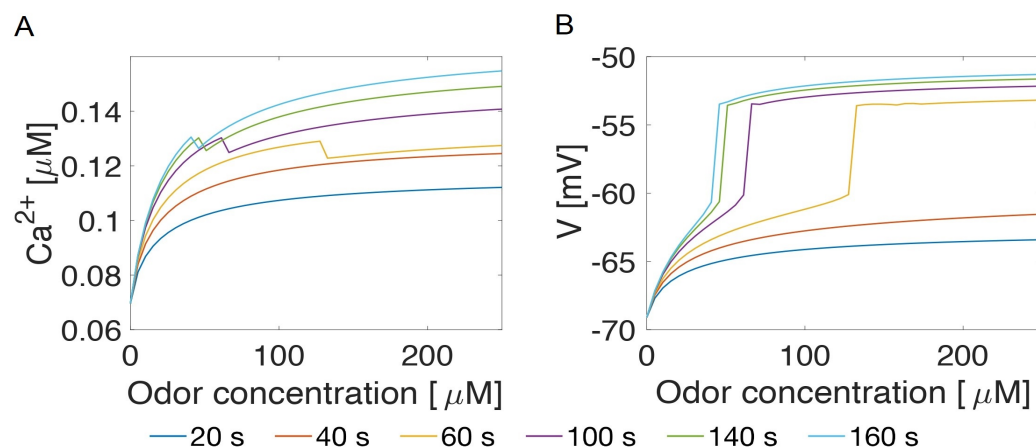 A
B
Ca2+ [μM]
0.14
0.12
0.1
0.08
0.06
0
100
200
Odor concentration [ μM]
V [mV]
-50
-55
-60
-65
-70
0
100
200
Odor concentration [ μM]
20 s 40 s 60 s 100 s 140 s 160 s